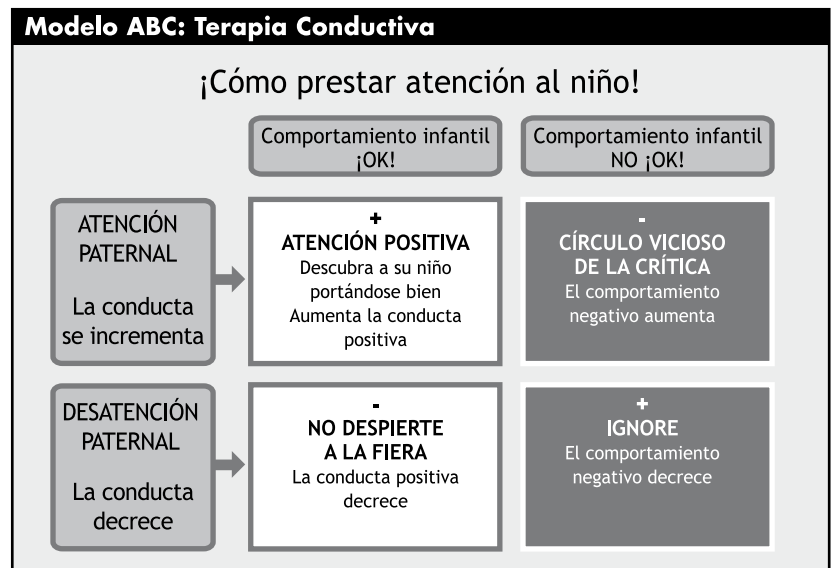 Modelo ABC: Terapia Conductiva
¡Cómo prestar atención al niño!
Comportamiento infantil
¡OK!
Comportamiento infantil
NO ¡OK!
ATENCIÓN
PATERNAL
La conducta
se incrementa
+
ATENCIÓN POSITIVA
Descubra a su niño
portándose bien
Aumenta la conducta
positiva
-
CÍRCULO VICIOSO
DE LA CRÍTICA
El comportamiento
negativo aumenta
DESATENCIÓN
PATERNAL
La conducta
decrece
-
NO DESPIERTE
A LA FIERA
La conducta positiva
decrece
+
IGNORE
El comportamiento
negativo decrece